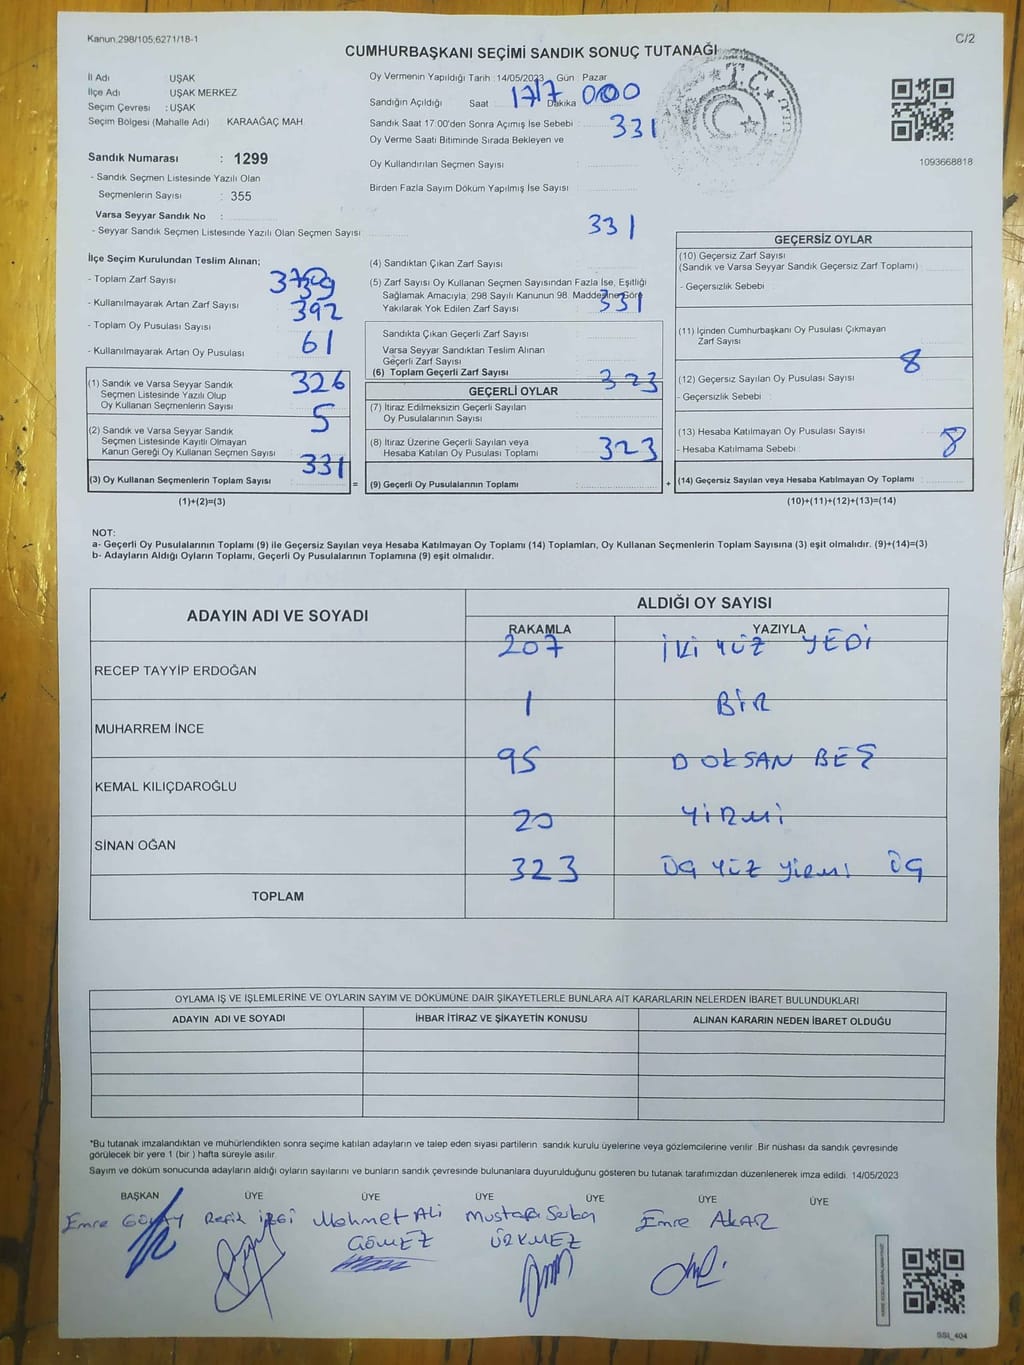 Kanun 298/105;6271/18-1
C/2
CUMHURBAŞKANI SEÇİMİ SANDIK SONUÇ TUTANAĞI
İl Adı : UŞAK
İlçe Adı : UŞAK MERKEZ
Seçim Çevresi : UŞAK
Seçim Bölgesi (Mahalle Adı) KARAAĞAÇ MAH.
Sandık Numarası : 1299
- Sandık Seçmen Listesinde Yazılı Olan
Seçmenlerin Sayısı : 355
Varsa Seyyar Sandık No :
- Seyyar Sandık Seçmen Listesinde Yazılı Olan Seçmen Sayısı
Oy Vermenin Yapıldığı Tarih :14/05/2023 Gün : Pazar
Sandığın Açıldığı Saat 17 Dakika 00
Sandık Saat 17:00'den Sonra Açılmış İse Sebebi :
331
Oy Verme Saati Bitiminde Sırada Bekleyen ve
Oy Kullandırılan Seçmen Sayısı :
Birden Fazla Sayım Döküm Yapılmış İse Sayısı :
T.C.
1093668818
331
İlçe Seçim Kurulundan Teslim Alınan;
- Toplam Zarf Sayısı
- Kullanılmayarak Artan Zarf Sayısı
392
- Toplam Oy Pusulası Sayısı
61
- Kullanılmayarak Artan Oy Pusulası
326
(1) Sandık ve Varsa Seyyar Sandık
Seçmen Listesinde Yazılı Olup
Oy Kullanan Seçmenlerin Sayısı
5
(2) Sandık ve Varsa Seyyar Sandık
Seçmen Listesinde Kayıtlı Olmayan
Kanun Gereği Oy Kullanan Seçmen Sayısı
331
(3) Oy Kullanan Seçmenlerin Toplam Sayısı =
(1)+(2)=(3)
(4) Sandıktan Çıkan Zarf Sayısı
(5) Zarf Sayısı Oy Kullanan Seçmen Sayısından Fazla İse, Eşitliği
Sağlamak Amacıyla, 298 Sayılı Kanunun 98. Maddesine Göre
Yakılarak Yok Edilen Zarf Sayısı
331
Sandıkta Çıkan Geçerli Zarf Sayısı
Varsa Seyyar Sandıktan Teslim Alınan
Geçerli Zarf Sayısı
(6) Toplam Geçerli Zarf Sayısı
323
GEÇERLİ OYLAR
(7) İtiraz Edilmeksizin Geçerli Sayılan
Oy Pusulalarının Sayısı
(8) İtiraz Üzerine Geçerli Sayılan veya
Hesaba Katılan Oy Pusulası Toplamı
323
(9) Geçerli Oy Pusulalarının Toplamı : +
GEÇERSİZ OYLAR
(10) Geçersiz Zarf Sayısı
(Sandık ve Varsa Seyyar Sandık Geçersiz Zarf Toplamı)
- Geçersizlik Sebebi :
(11) İçinden Cumhurbaşkanı Oy Pusulası Çıkmayan
Zarf Sayısı
8
(12) Geçersiz Sayılan Oy Pusulası Sayısı
- Geçersizlik Sebebi :
(13) Hesaba Katılmayan Oy Pusulası Sayısı
8
- Hesaba Katılmama Sebebi :
(14) Geçersiz Sayılan veya Hesaba Katılmayan Oy Toplamı
(10)+(11)+(12)+(13)=(14)
NOT:
a- Geçerli Oy Pusulalarının Toplamı (9) ile Geçersiz Sayılan veya Hesaba Katılmayan Oy Toplamı (14) Toplamları, Oy Kullanan Seçmenlerin Toplam Sayısına (3) eşit olmalıdır. (9)+(14)=(3)
b- Adayların Aldığı Oyların Toplamı, Geçerli Oy Pusulalarının Toplamına (9) eşit olmalıdır.
ADAYIN ADI VE SOYADI
ALDIĞI OY SAYISI
RAKAMLA YAZIYLA
207 İKİ YÜZ YEDİ
RECEP TAYYİP ERDOĞAN
1 BİR
MUHARREM İNCE
95 DOKSAN BEŞ
KEMAL KILIÇDAROĞLU
20 YİRMİ
SİNAN OĞAN
323 ÜÇ YÜZ yirmi ÜÇ
TOPLAM
OYLAMA İŞ VE İŞLEMLERİNE VE OYLARIN SAYIM VE DÖKÜMÜNE DAİR ŞİKAYETLERLE BUNLARA AİT KARARLARIN NELERDEN İBARET BULUNDUKLARI
ADAYIN ADI VE SOYADI İHBAR İTİRAZ VE ŞİKAYETİN KONUSU ALINAN KARARIN NEDEN İBARET OLDUĞU
*Bu tutanak imzalandıktan ve mühürlendikten sonra seçime katılan adayların ve talep eden siyasi partilerin sandık kurulu üyelerine veya gözlemcilerine verilir. Bir nüshası da sandık çevresinde
görülecek bir yere 1 (bir) hafta süreyle asılır.
Sayım ve döküm sonucunda adayların aldığı oyların sayılarını ve bunların sandık çevresinde bulunanlara duyurulduğunu gösteren bu tutanak tarafımızdan düzenlenerek imza edildi. 14/05/2023
BAŞKAN ÜYE ÜYE ÜYE ÜYE ÜYE ÜYE
Emre Refik Mehmet Ali Mustafa Emre AKAR
GÖMEZ ÜRKMEZ
SSL_404